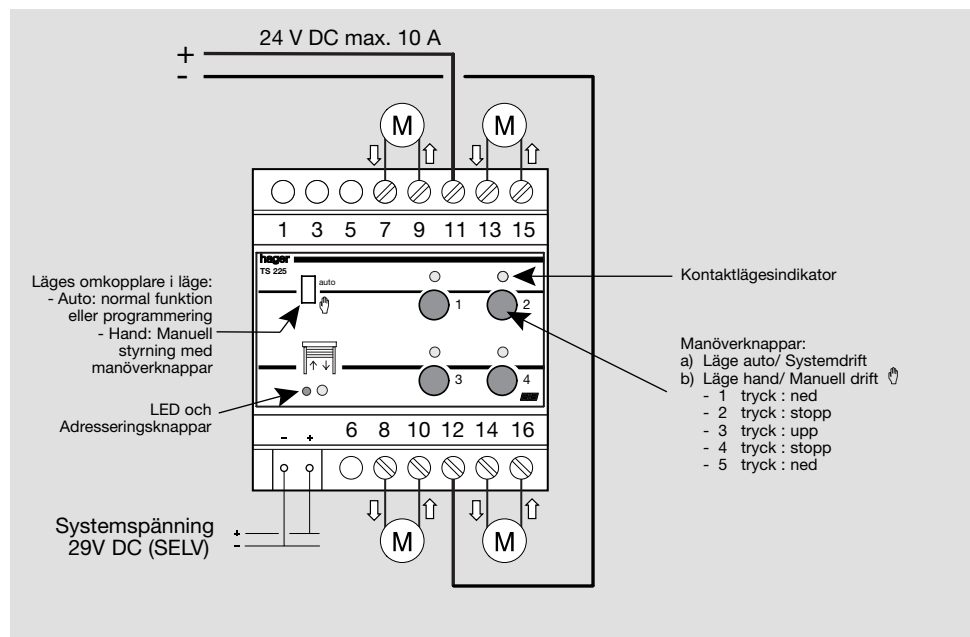 24 V DC max. 10 A
+
-
M M
1 3 5 7 9 11 13 15
hager
TS 225
auto
1 2
3 4
Läges omkopplare i läge:
- Auto: normal funktion
eller programmering
- Hand: Manuell
styrning med
manöverknappar
LED och
Adresseringsknappar
Kontaktlägesindikator
Manöverknappar:
a) Läge auto/ Systemdrift
b) Läge hand/ Manuell drift
- 1 tryck : ned
- 2 tryck : stopp
- 3 tryck : upp
- 4 tryck : stopp
- 5 tryck : ned
- + 6 8 10 12 14 16
M M
Systemspänning
29V DC (SELV)
+
-